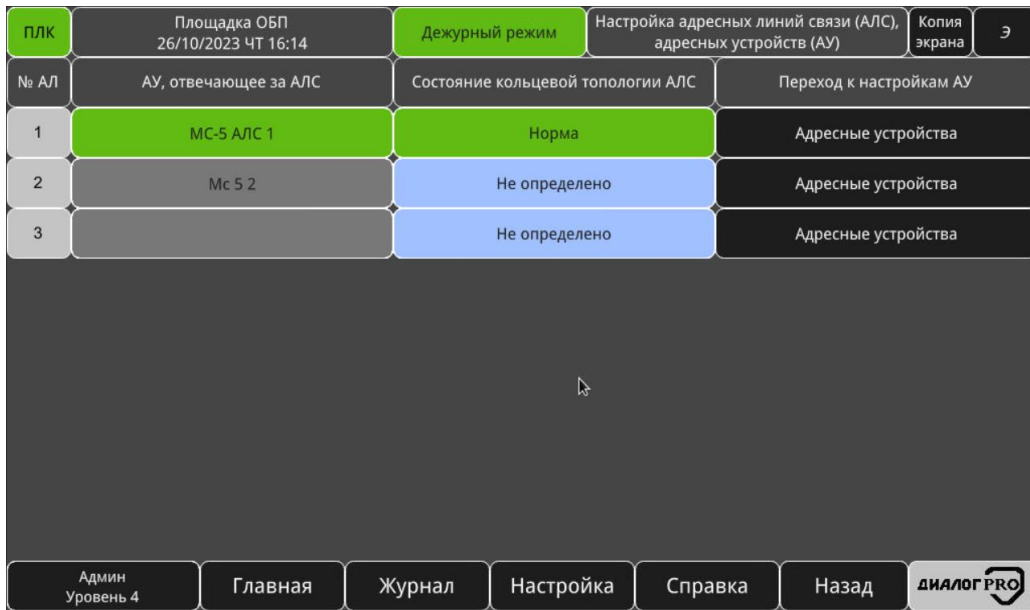 ПЛК
Площадка ОБП
26/10/2023 ЧТ 16:14
Дежурный режим
Настройка адресных линий связи (АЛС),
адресных устройств (АУ)
Копия
экрана
Э
№ АЛ
АУ, отвечающее за АЛС
Состояние кольцевой топологии АЛС
Переход к настройкам АУ
1
МС-5 АЛС 1
Норма
Адресные устройства
2
Мс 5 2
Не определено
Адресные устройства
3
Не определено
Адресные устройства
Админ
Уровень 4
Главная
Журнал
Настройка
Справка
Назад
ДИАЛОГ PRO